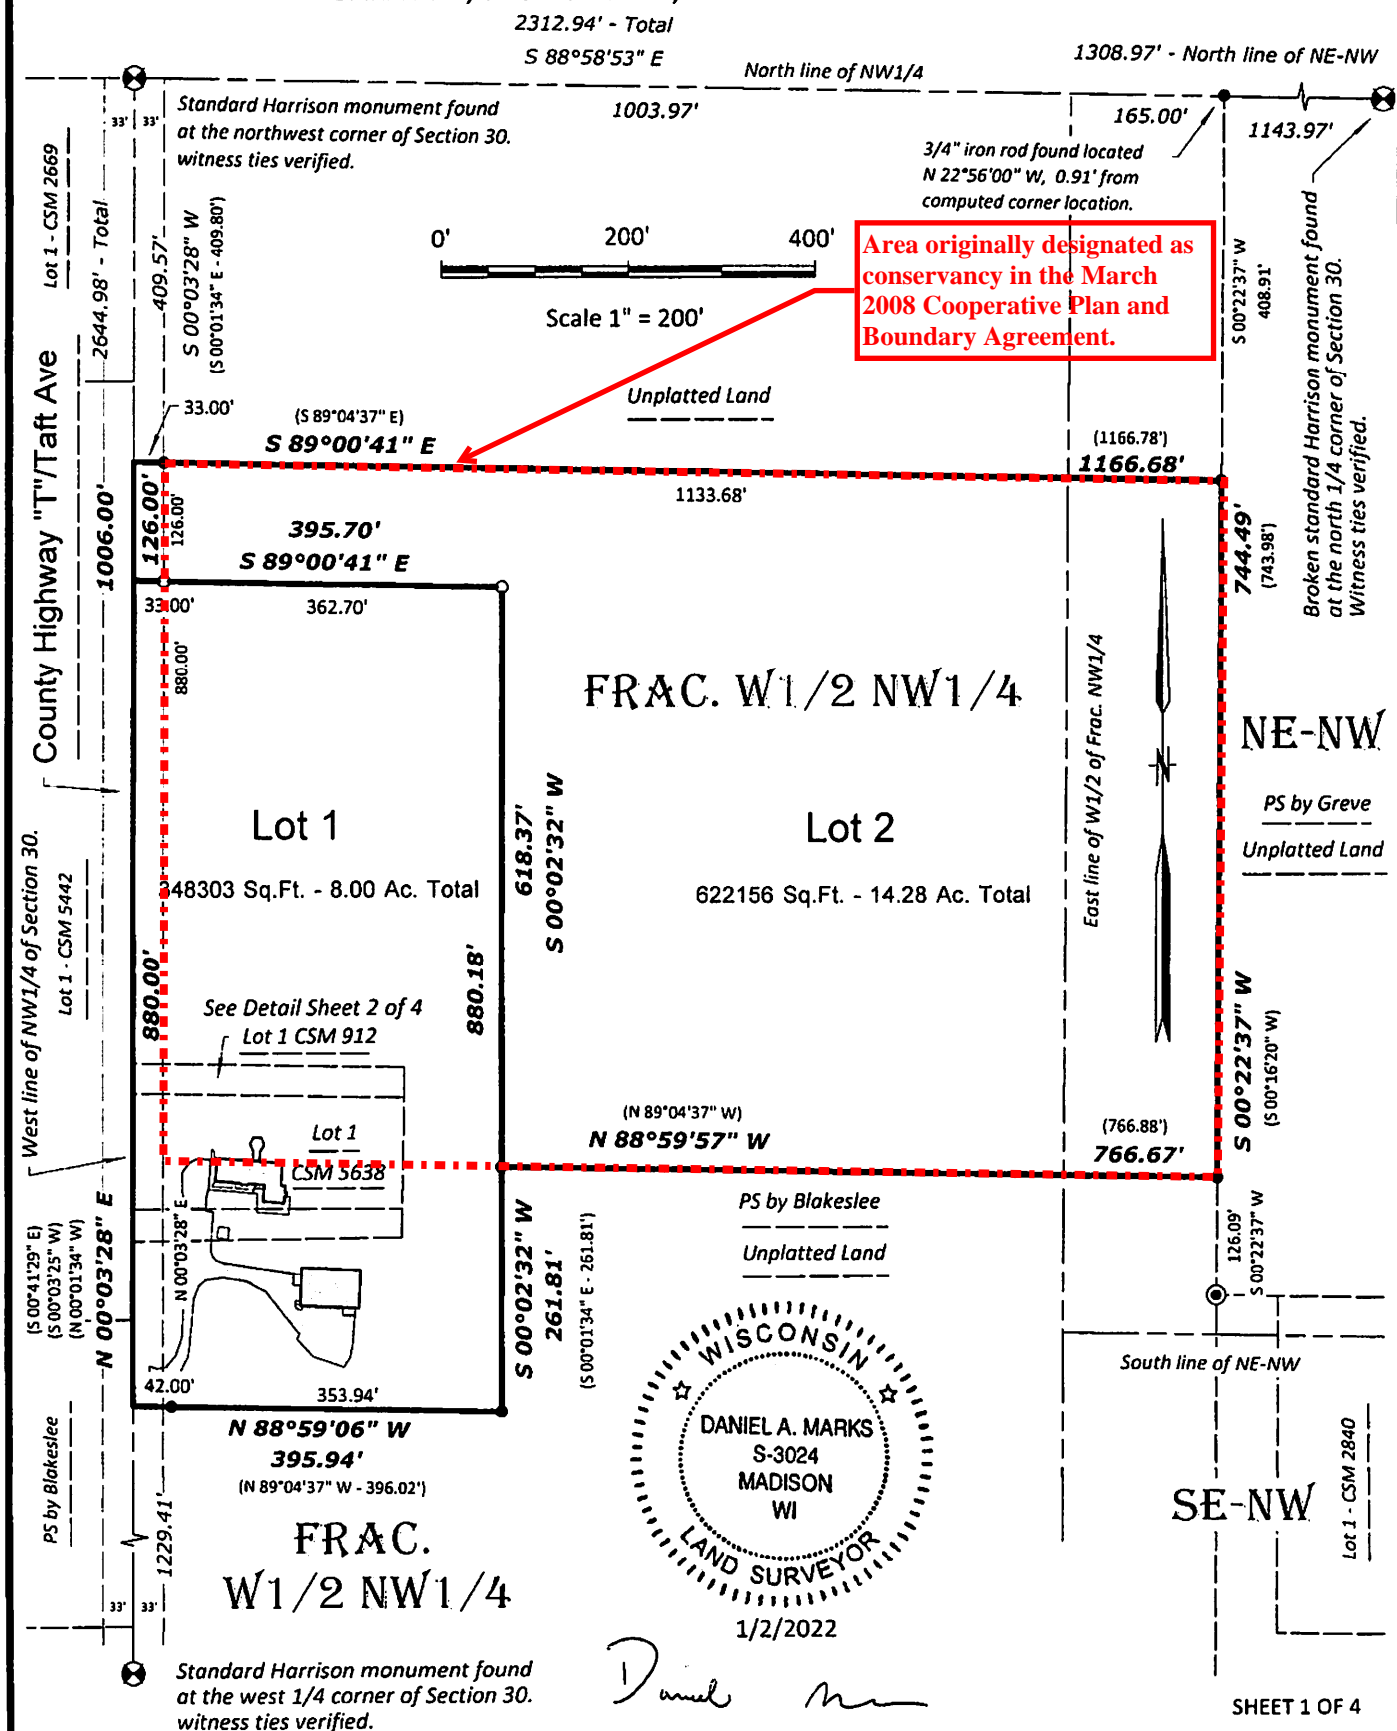 2312.94' - Total
S 88°58'53" E
1308.97' - North line of NE-NW
North line of NW1/4
1003.97'
165.00'
1143.97'
33'
33'
Standard Harrison monument found
at the northwest corner of Section 30.
witness ties verified.
3/4" iron rod found located
N 22°56'00" W, 0.91' from
computed corner location.
Lot 1 - CSM 2669
2644.98' - Total
409.57'
S 00°03'28" W
(S 00°01'34" E - 409.80')
0'
200'
400'
Scale 1" = 200'
Area originally designated as
conservancy in the March
2008 Cooperative Plan and
Boundary Agreement.
S 00°22'37" W
408.91'
Broken standard Harrison monument found
at the north 1/4 corner of Section 30.
Witness ties verified.
Unplatted Land
County Highway "T"/Taft Ave
33.00'
(S 89°04'37" E)
S 89°00'41" E
(1166.78')
1166.68'
1133.68'
1006.00'
126.00'
126.00'
395.70'
S 89°00'41" E
744.49'
(743.98')
33.00'
362.70'
880.00'
FRAC. W1/2 NW1/4
East line of W1/2 of Frac. NW1/4
N
NE-NW
PS by Greve
Unplatted Land
Lot 1
348303 Sq.Ft. - 8.00 Ac. Total
618.37'
S 00°02'32" W
Lot 2
622156 Sq.Ft. - 14.28 Ac. Total
West line of NW1/4 of Section 30.
Lot 1 - CSM 5442
880.00'
880.18'
See Detail Sheet 2 of 4
Lot 1 CSM 912
S 00°22'37" W
(S 00°16'20" W)
(N 89°04'37" W)
N 88°59'57" W
(766.88')
766.67'
Lot 1
CSM 5638
PS by Blakeslee
Unplatted Land
(S 00°41'29" E)
(S 00°03'25" W)
(N 00°01'34" W)
N 00°03'28" E
N 00°03'28" E
S 00°02'32" W
261.81'
(S 00°01'34" E - 261.81')
126.09'
S 00°22'37" W
South line of NE-NW
42.00'
353.94'
N 88°59'06" W
395.94'
(N 89°04'37" W - 396.02')
WISCONSIN
DANIEL A. MARKS
S-3024
MADISON
WI
LAND SURVEYOR
1/2/2022
PS by Blakeslee
1229.41'
FRAC.
W1/2 NW1/4
SE-NW
Lot 1 - CSM 2840
33'
33'
Standard Harrison monument found
at the west 1/4 corner of Section 30.
witness ties verified.
Daniel
SHEET 1 OF 4